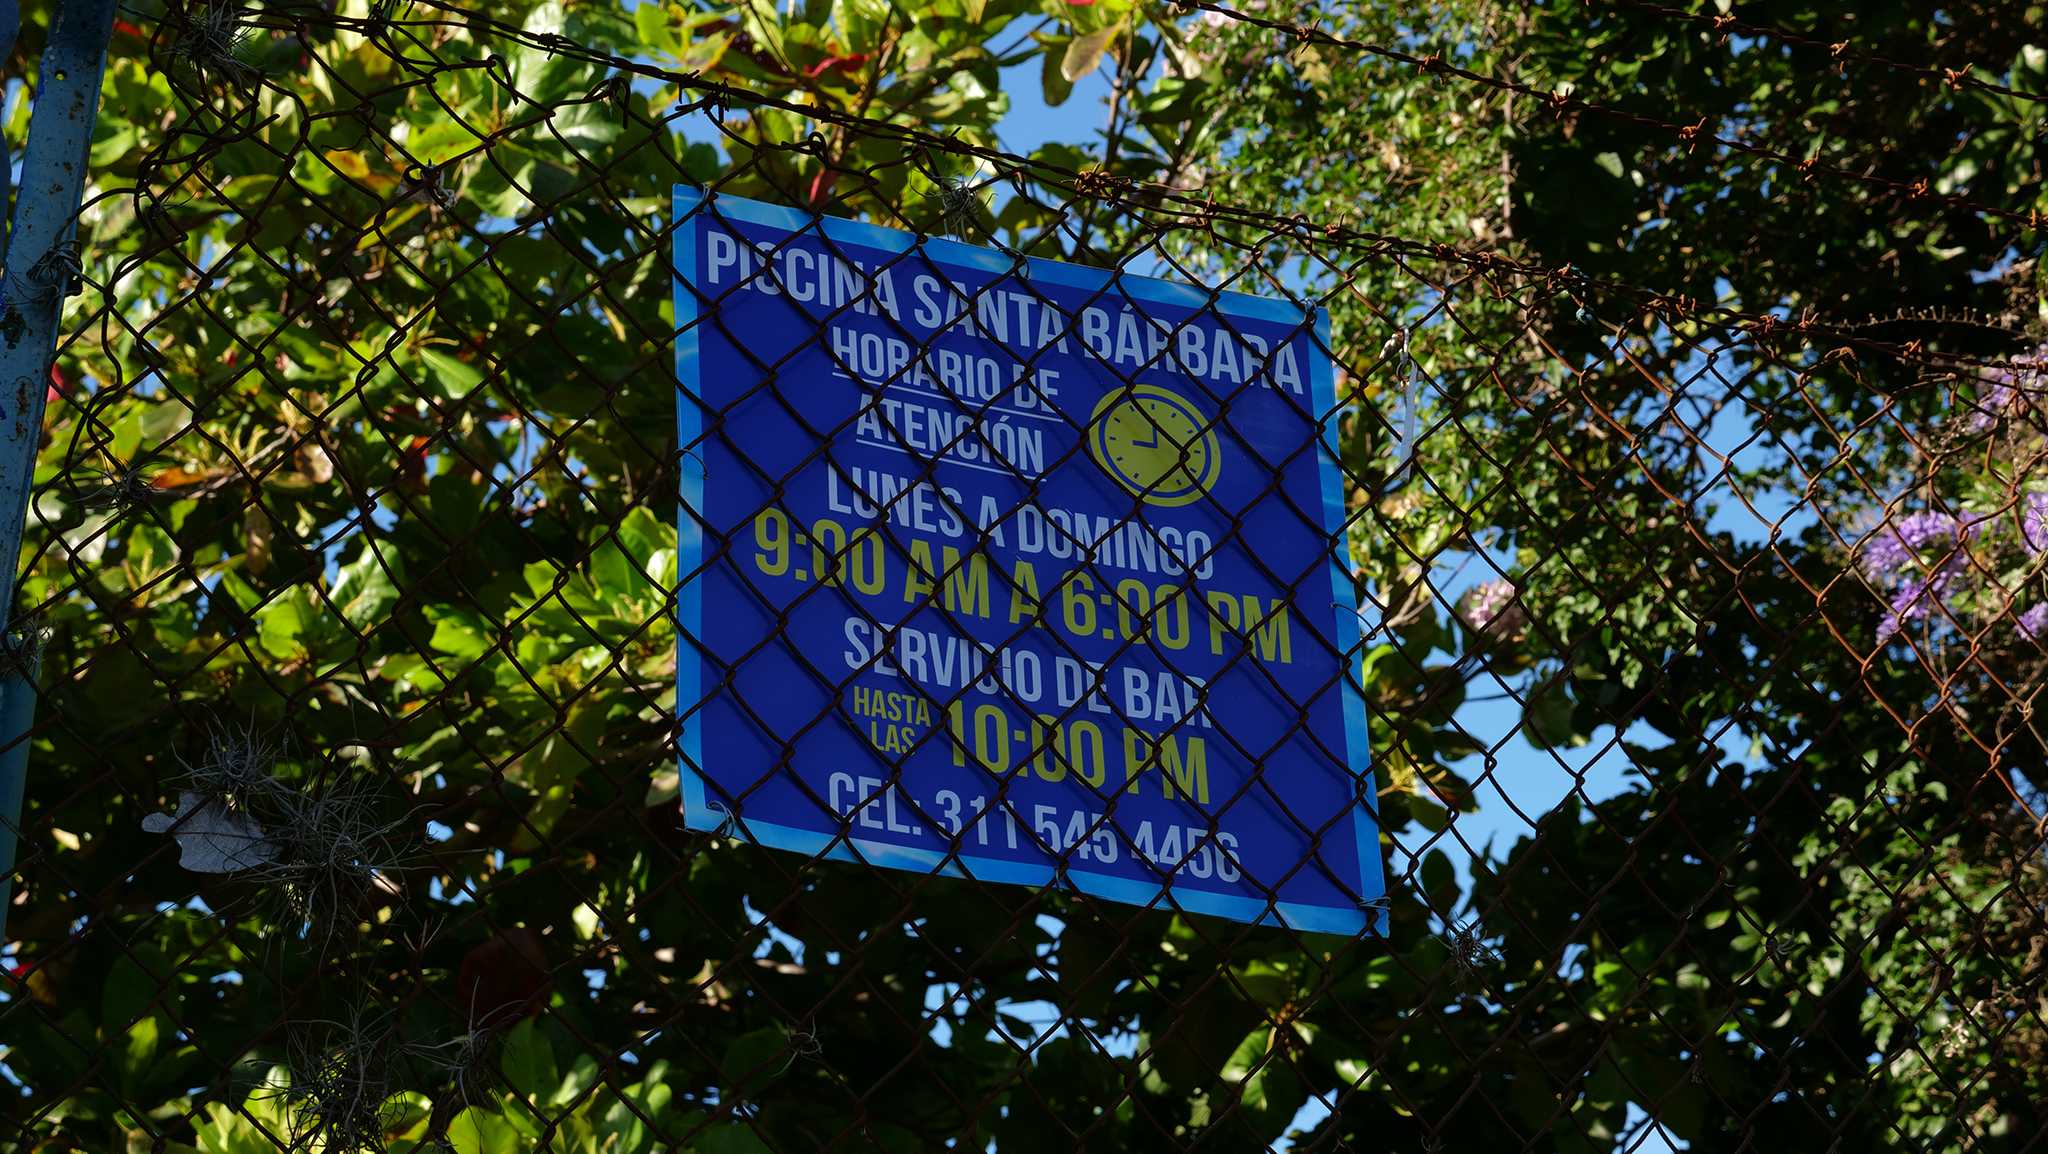 PISCINA SANTA BÁRBARA
HORARIO DE
ATENCIÓN
LUNES A DOMINGO
9:00 AM A 6:00 PM
SERVICIO DE BAR
HASTA
LAS 10:00 PM
CEL: 311 545 4456